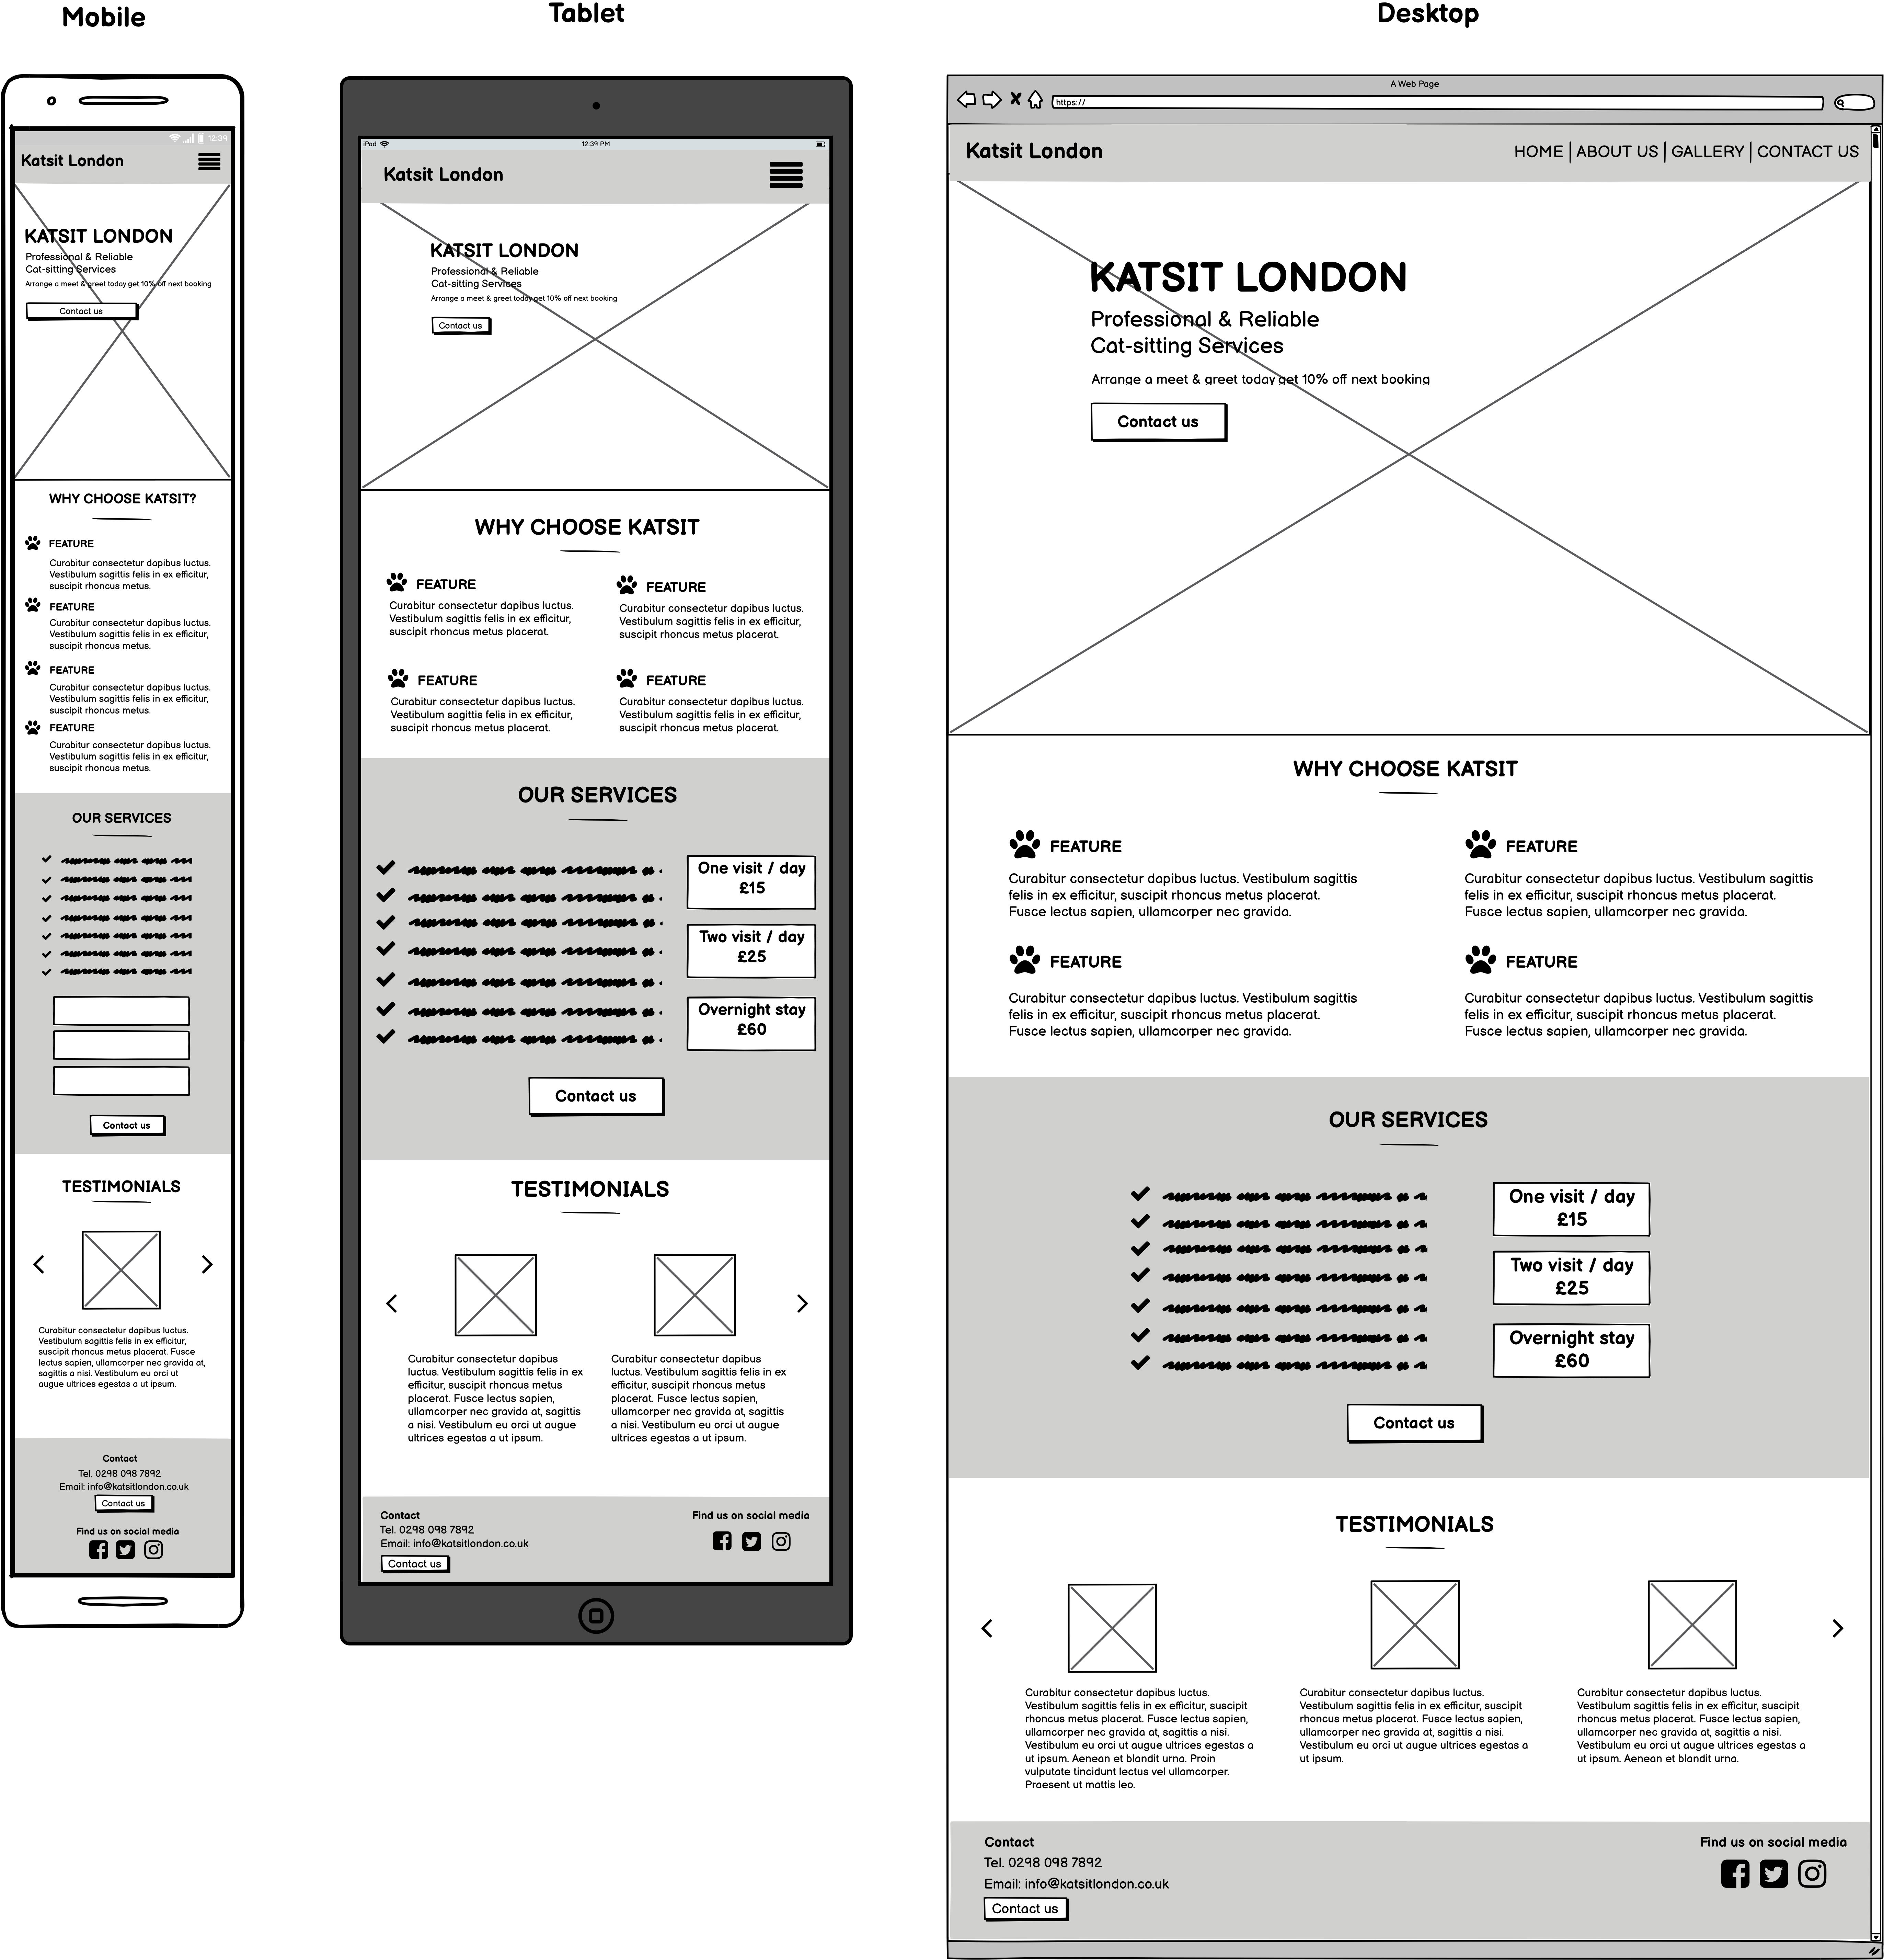 Mobile
12:39
Katsit London
KATSIT LONDON
Professional & Reliable
Cat-sitting Services
Arrange a meet & greet today get 10% off next booking
Contact us
WHY CHOOSE KATSIT?
FEATURE
Curabitur consectetur dapibus luctus.
Vestibulum sagittis felis in ex efficitur,
suscipit rhoncus metus.
FEATURE
Curabitur consectetur dapibus luctus.
Vestibulum sagittis felis in ex efficitur,
suscipit rhoncus metus.
FEATURE
Curabitur consectetur dapibus luctus.
Vestibulum sagittis felis in ex efficitur,
suscipit rhoncus metus.
FEATURE
Curabitur consectetur dapibus luctus.
Vestibulum sagittis felis in ex efficitur,
suscipit rhoncus metus.
OUR SERVICES
Contact us
TESTIMONIALS
Curabitur consectetur dapibus luctus.
Vestibulum sagittis felis in ex efficitur,
suscipit rhoncus metus placerat. Fusce
lectus sapien, ullamcorper nec gravida at,
sagittis a nisi. Vestibulum eu orci ut
augue ultrices egestas a ut ipsum.
Contact
Tel. 0298 098 7892
Email: info@katsitlondon.co.uk
Contact us
Find us on social media
Tablet
iPad
12:39 PM
Katsit London
KATSIT LONDON
Professional & Reliable
Cat-sitting Services
Arrange a meet & greet today get 10% off next booking
Contact us
WHY CHOOSE KATSIT
FEATURE
Curabitur consectetur dapibus luctus.
Vestibulum sagittis felis in ex efficitur,
suscipit rhoncus metus placerat.
FEATURE
Curabitur consectetur dapibus luctus.
Vestibulum sagittis felis in ex efficitur,
suscipit rhoncus metus placerat.
FEATURE
Curabitur consectetur dapibus luctus.
Vestibulum sagittis felis in ex efficitur,
suscipit rhoncus metus placerat.
FEATURE
Curabitur consectetur dapibus luctus.
Vestibulum sagittis felis in ex efficitur,
suscipit rhoncus metus placerat.
OUR SERVICES
One visit / day
£15
Two visit / day
£25
Overnight stay
£60
Contact us
TESTIMONIALS
Curabitur consectetur dapibus
luctus. Vestibulum sagittis felis in ex
efficitur, suscipit rhoncus metus
placerat. Fusce lectus sapien,
ullamcorper nec gravida at, sagittis
a nisi. Vestibulum eu orci ut augue
ultrices egestas a ut ipsum.
Curabitur consectetur dapibus
luctus. Vestibulum sagittis felis in ex
efficitur, suscipit rhoncus metus
placerat. Fusce lectus sapien,
ullamcorper nec gravida at, sagittis
a nisi. Vestibulum eu orci ut augue
ultrices egestas a ut ipsum.
Contact
Tel. 0298 098 7892
Email: info@katsitlondon.co.uk
Contact us
Find us on social media
Desktop
A Web Page
https://
Katsit London
HOME | ABOUT US | GALLERY | CONTACT US
KATSIT LONDON
Professional & Reliable
Cat-sitting Services
Arrange a meet & greet today get 10% off next booking
Contact us
WHY CHOOSE KATSIT
FEATURE
Curabitur consectetur dapibus luctus. Vestibulum sagittis
felis in ex efficitur, suscipit rhoncus metus placerat.
Fusce lectus sapien, ullamcorper nec gravida.
FEATURE
Curabitur consectetur dapibus luctus. Vestibulum sagittis
felis in ex efficitur, suscipit rhoncus metus placerat.
Fusce lectus sapien, ullamcorper nec gravida.
FEATURE
Curabitur consectetur dapibus luctus. Vestibulum sagittis
felis in ex efficitur, suscipit rhoncus metus placerat.
Fusce lectus sapien, ullamcorper nec gravida.
FEATURE
Curabitur consectetur dapibus luctus. Vestibulum sagittis
felis in ex efficitur, suscipit rhoncus metus placerat.
Fusce lectus sapien, ullamcorper nec gravida.
OUR SERVICES
One visit / day
£15
Two visit / day
£25
Overnight stay
£60
Contact us
TESTIMONIALS
Curabitur consectetur dapibus luctus.
Vestibulum sagittis felis in ex efficitur, suscipit
rhoncus metus placerat. Fusce lectus sapien,
ullamcorper nec gravida at, sagittis a nisi.
Vestibulum eu orci ut augue ultrices egestas a
ut ipsum. Aenean et blandit urna. Proin
vulputate tincidunt lectus vel ullamcorper.
Praesent ut mattis leo.
Curabitur consectetur dapibus luctus.
Vestibulum sagittis felis in ex efficitur, suscipit
rhoncus metus placerat. Fusce lectus sapien,
ullamcorper nec gravida at, sagittis a nisi.
Vestibulum eu orci ut augue ultrices egestas a
ut ipsum.
Curabitur consectetur dapibus luctus.
Vestibulum sagittis felis in ex efficitur, suscipit
rhoncus metus placerat. Fusce lectus sapien,
ullamcorper nec gravida at, sagittis a nisi.
Vestibulum eu orci ut augue ultrices egestas a
ut ipsum. Aenean et blandit urna.
Contact
Tel. 0298 098 7892
Email: info@katsitlondon.co.uk
Contact us
Find us on social media